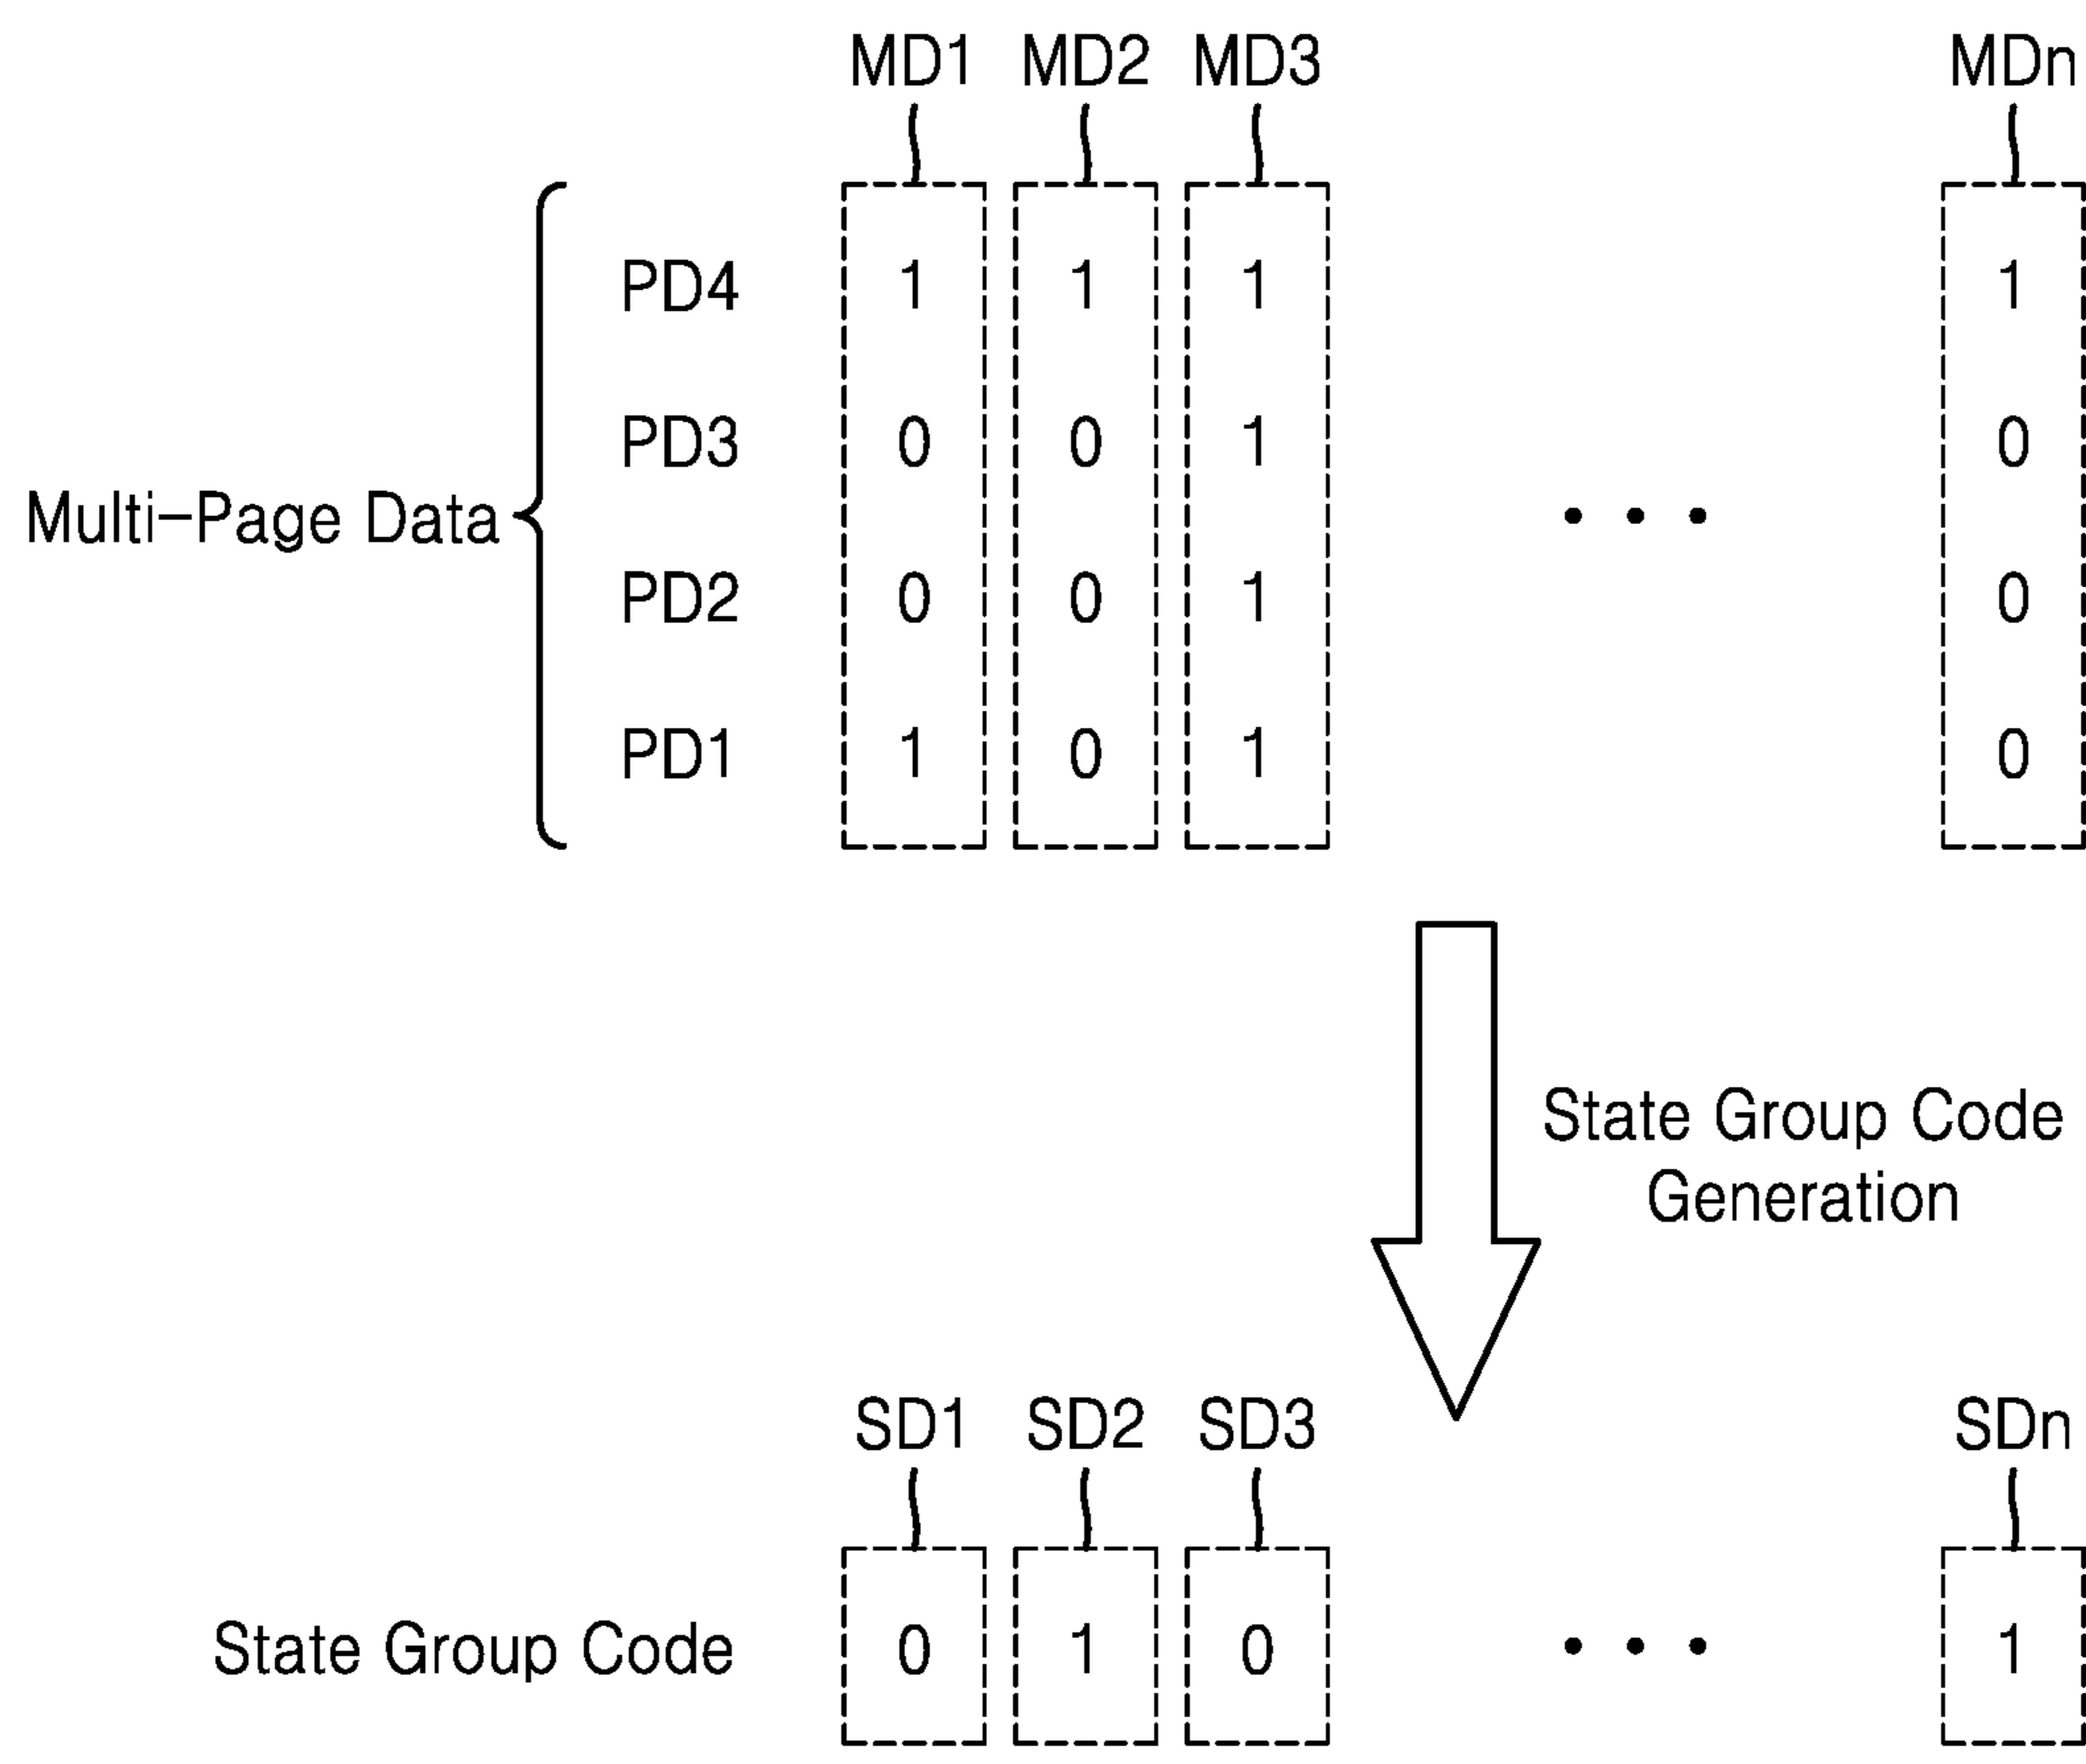 MD1 MD2 MD3 MDn
PD4 1 1 1 1
PD3 0 0 1 0
Multi-Page Data
PD2 0 0 1 0
PD1 1 0 1 0
State Group Code
Generation
SD1 SD2 SD3 SDn
State Group Code 0 1 0 1